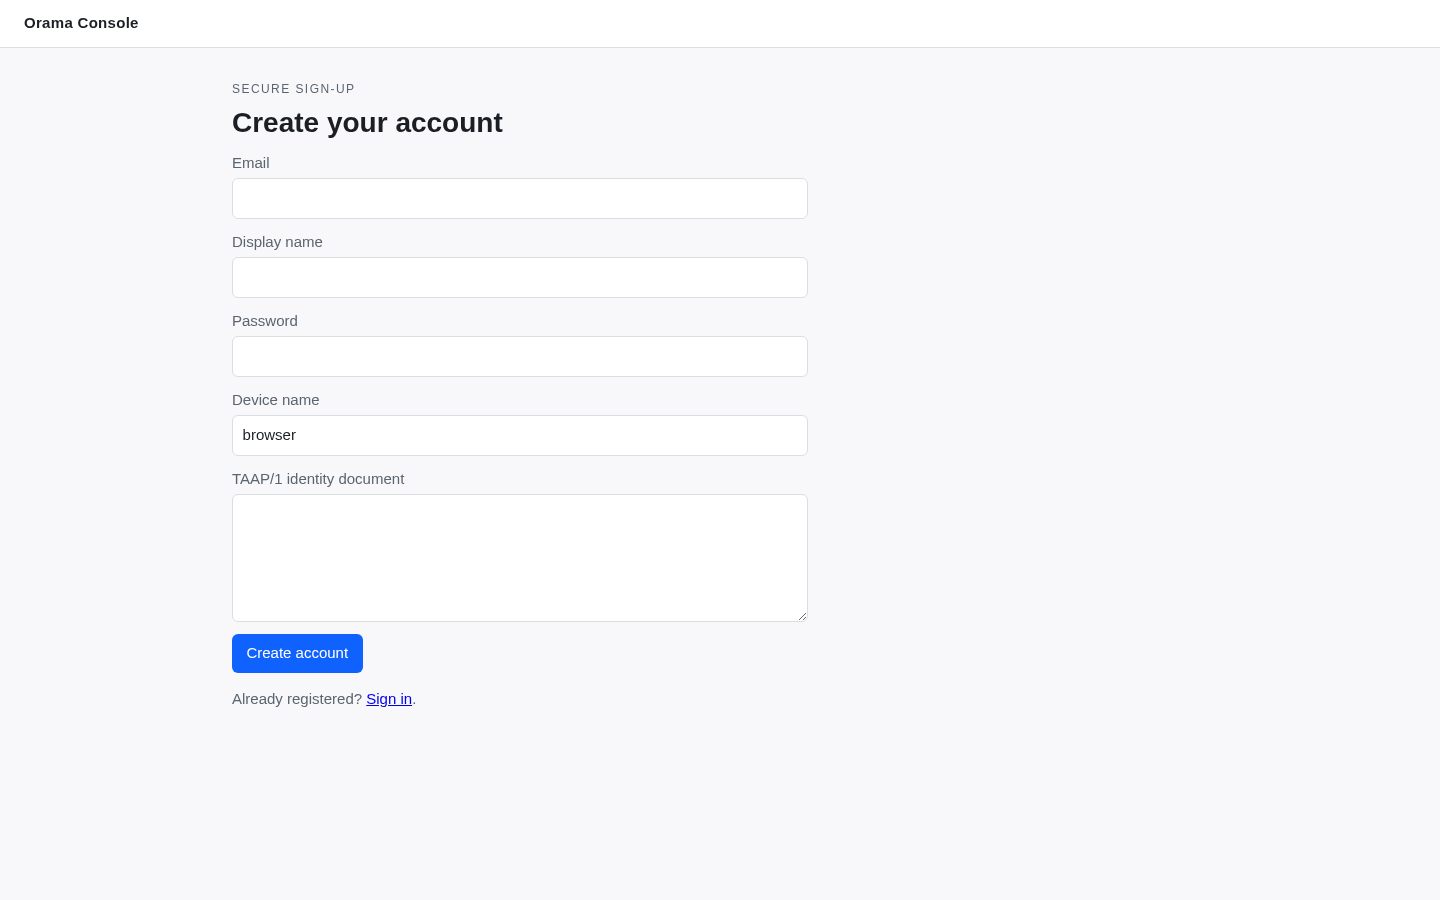 Orama Console
SECURE SIGN-UP
Create your account
Email
Display name
Password
Device name
browser
TAAP/1 identity document
Create account
Already registered? Sign in.